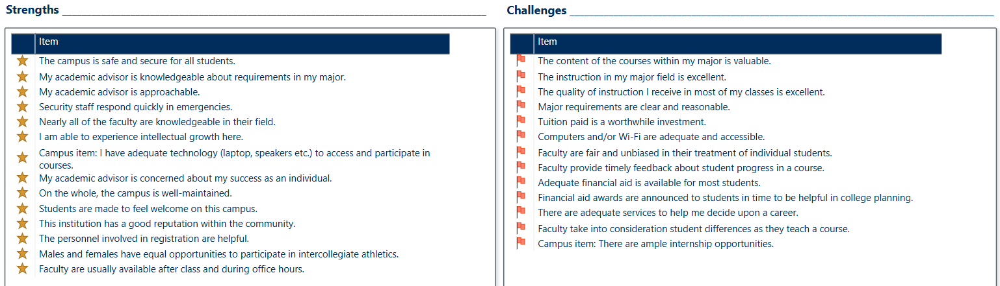 Strengths
Item
The campus is safe and secure for all students.
My academic advisor is knowledgeable about requirements in my major.
My academic advisor is approachable.
Security staff respond quickly in emergencies.
Nearly all of the faculty are knowledgeable in their field.
I am able to experience intellectual growth here.
Campus item: I have adequate technology (laptop, speakers etc.) to access and participate in
courses.
My academic advisor is concerned about my success as an individual.
On the whole, the campus is well-maintained.
Students are made to feel welcome on this campus.
This institution has a good reputation within the community.
The personnel involved in registration are helpful.
Males and females have equal opportunities to participate in intercollegiate athletics.
Faculty are usually available after class and during office hours.
Challenges
Item
The content of the courses within my major is valuable.
The instruction in my major field is excellent.
The quality of instruction I receive in most of my classes is excellent.
Major requirements are clear and reasonable.
Tuition paid is a worthwhile investment.
Computers and/or Wi-Fi are adequate and accessible.
Faculty are fair and unbiased in their treatment of individual students.
Faculty provide timely feedback about student progress in a course.
Adequate financial aid is available for most students.
Financial aid awards are announced to students in time to be helpful in college planning.
There are adequate services to help me decide upon a career.
Faculty take into consideration student differences as they teach a course.
Campus item: There are ample internship opportunities.